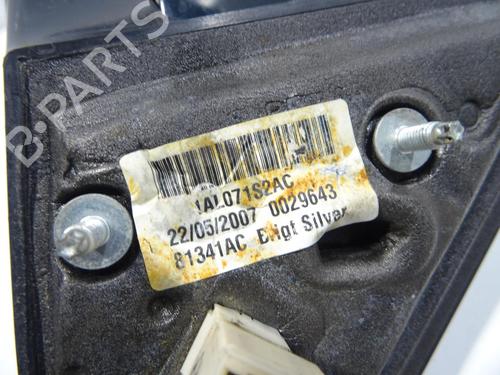 B-PARTS
1AL071S2AC
22/05/2007 0029643
81341AC Brigt Silver